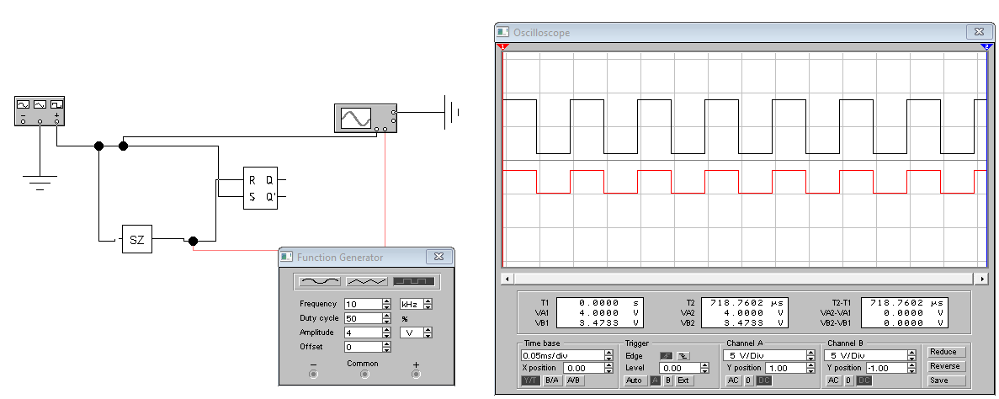 Oscilloscope
1
2
R Q
S Q'
SZ
Function Generator
Frequency 10 kHz
Duty cycle 50 %
Amplitude 4 V
Offset 0
− Common +
T1 0.0000 s
VA1 4.0000 V
VB1 3.4733 V
T2 718.7602 µs
VA2 4.0000 V
VB2 3.4733 V
T2-T1 718.7602 µs
VA2-VA1 0.0000 V
VB2-VB1 0.0000 V
Time base
0.05ms/div
X position 0.00
Y/T B/A A/B
Trigger
Edge
Level 0.00
Auto A B Ext
Channel A
5 V/Div
Y position 1.00
AC 0 DC
Channel B
5 V/Div
Y position -1.00
AC 0 DC
Reduce
Reverse
Save